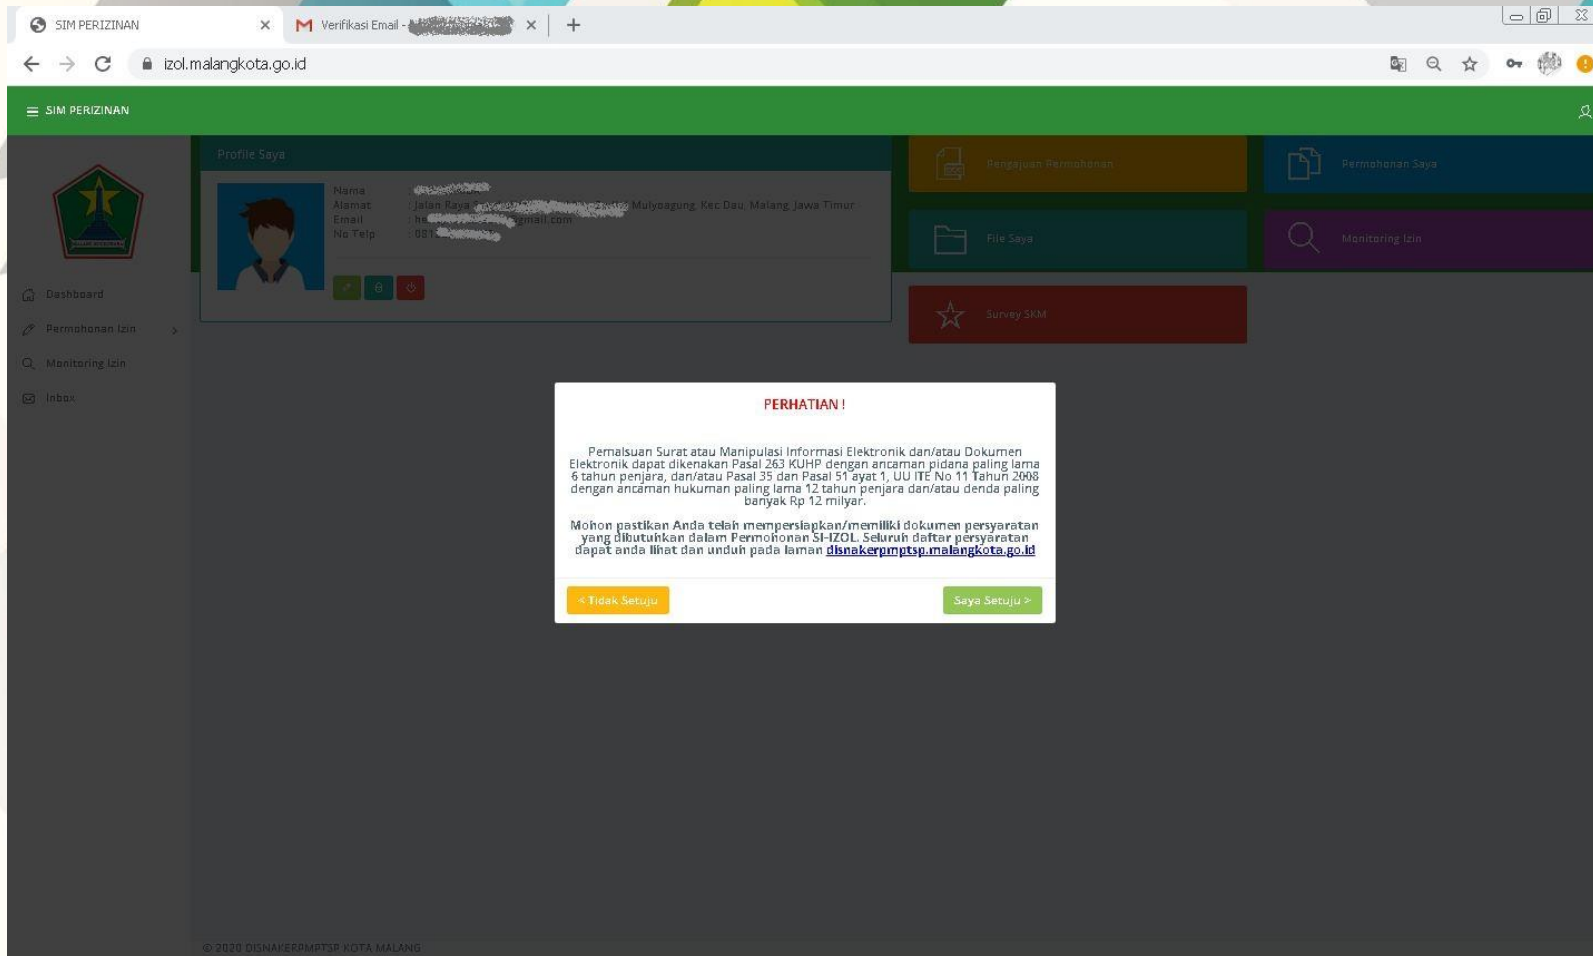 SIM PERIZINAN
Verifikasi Email -
izol.malangkota.go.id
SIM PERIZINAN
Profile Saya
Nama
Alamat : Jalan Raya Mulyoagung, Kec Dau, Malang, Jawa Timur
Email : he gmail.com
No Telp : 081
Pengajuan Permohonan
Permohonan Saya
File Saya
Monitoring Izin
Survey SKM
Dashboard
Permohonan Izin >
Monitoring Izin
Inbox
PERHATIAN !
Pemalsuan Surat atau Manipulasi Informasi Elektronik dan/atau Dokumen
Elektronik dapat dikenakan Pasal 263 KUHP dengan ancaman pidana paling lama
6 tahun penjara, dan/atau Pasal 35 dan Pasal 51 ayat 1, UU ITE No 11 Tahun 2008
dengan ancaman hukuman paling lama 12 tahun penjara dan/atau denda paling
banyak Rp 12 milyar.
Mohon pastikan Anda telah mempersiapkan/memiliki dokumen persyaratan
yang dibutuhkan dalam Permohonan SI-IZOL. Seluruh daftar persyaratan
dapat anda lihat dan unduh pada laman disnakerpmptsp.malangkota.go.id
< Tidak Setuju
Saya Setuju >
© 2020 DISNAKERPMPTSP KOTA MALANG